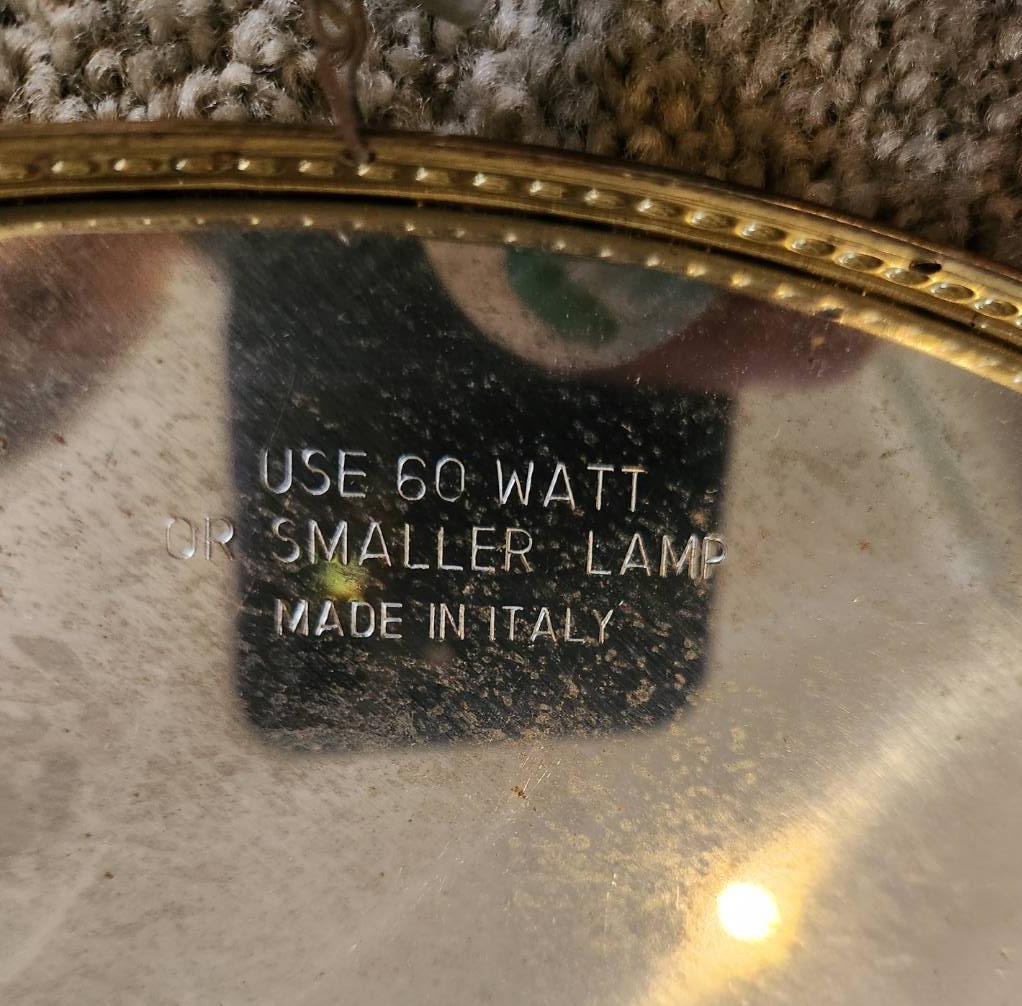 USE 60 WATT
OR SMALLER LAMP
MADE IN ITALY